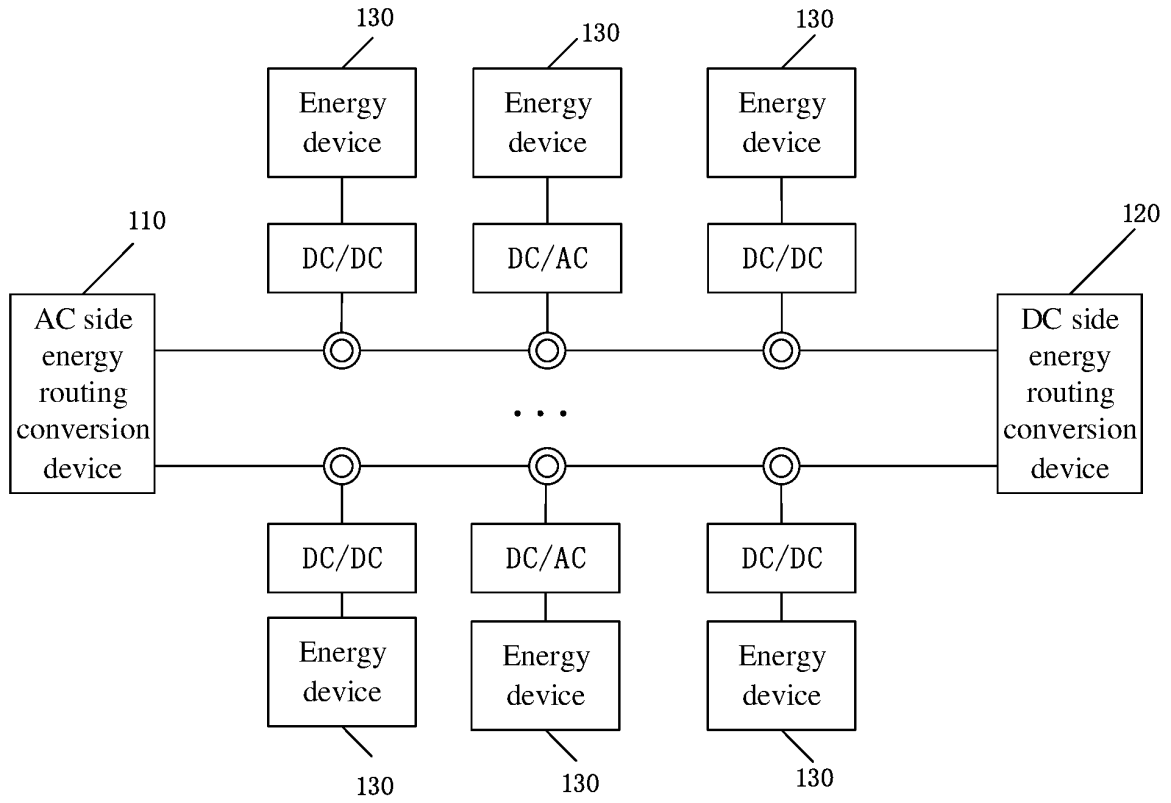 130
130
130
Energy
device
Energy
device
Energy
device
110
120
DC/DC
DC/AC
DC/DC
AC side
energy
routing
conversion
device
DC side
energy
routing
conversion
device
...
DC/DC
DC/AC
DC/DC
Energy
device
Energy
device
Energy
device
130
130
130